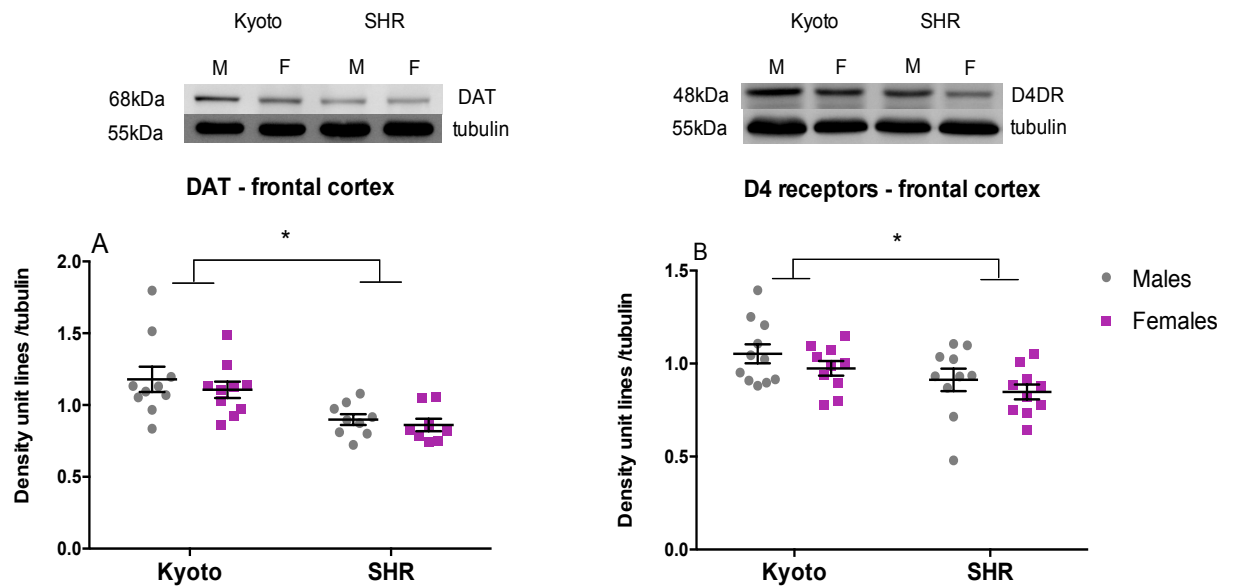 Kyoto SHR
M F M F
68kDa DAT
55kDa tubulin
DAT - frontal cortex
A
*
Density unit lines /tubulin
2.0
1.5
1.0
0.5
0.0
Kyoto SHR
Kyoto SHR
M F M F
48kDa D4DR
55kDa tubulin
D4 receptors - frontal cortex
B
*
Density unit lines /tubulin
1.5
1.0
0.5
0.0
Kyoto SHR
Males
Females